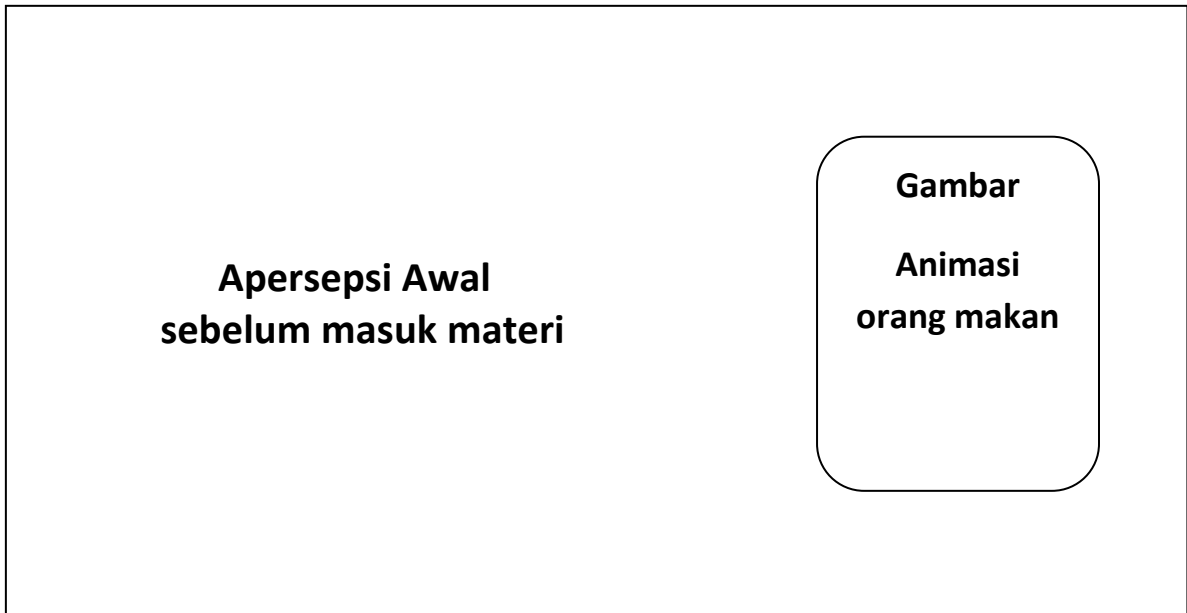 Apersepsi Awal
sebelum masuk materi
Gambar
Animasi
orang makan